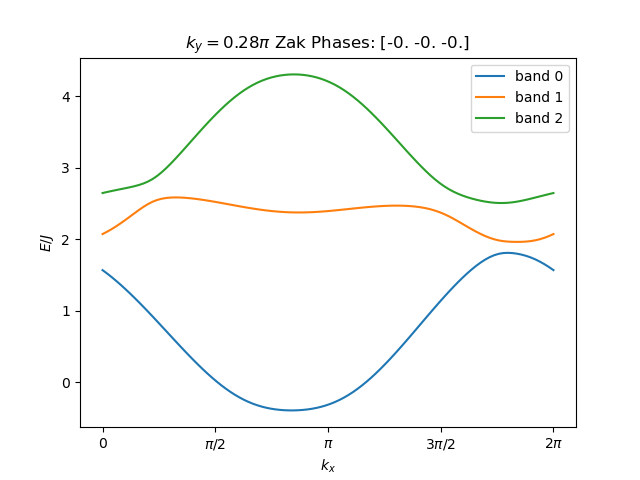 $k_y = 0.28\pi$ Zak Phases: [-0. -0. -0.]
band 0
band 1
band 2
E/J
4
3
2
1
0
0
π/2
π
3π/2
2π
$k_x$